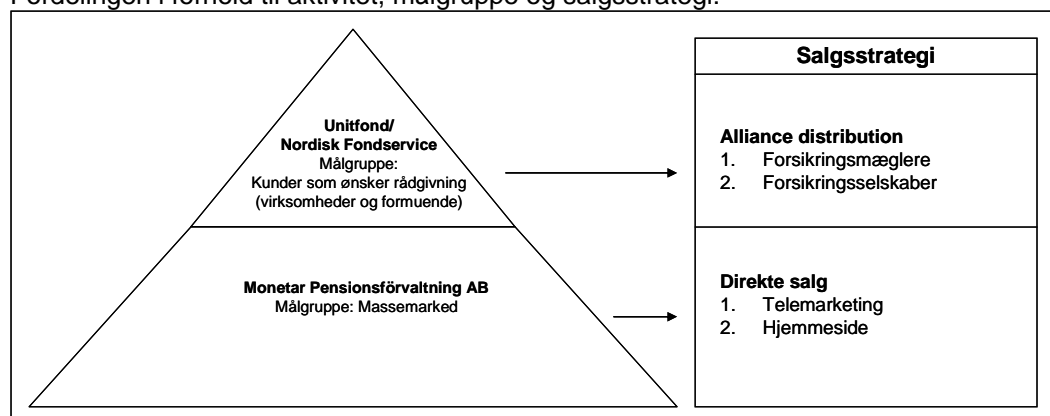 Fordelingen i forhold til aktivitet, målgruppe og salgsstrategi.
Unitfond/
Nordisk Fondservice
Målgruppe:
Kunder som ønsker rådgivning
(virksomheder og formuende)
Monetar Pensionsförvaltning AB
Målgruppe: Massemarked
Salgsstrategi
Alliance distribution
1. Forsikringsmæglere
2. Forsikringsselskaber
Direkte salg
1. Telemarketing
2. Hjemmeside